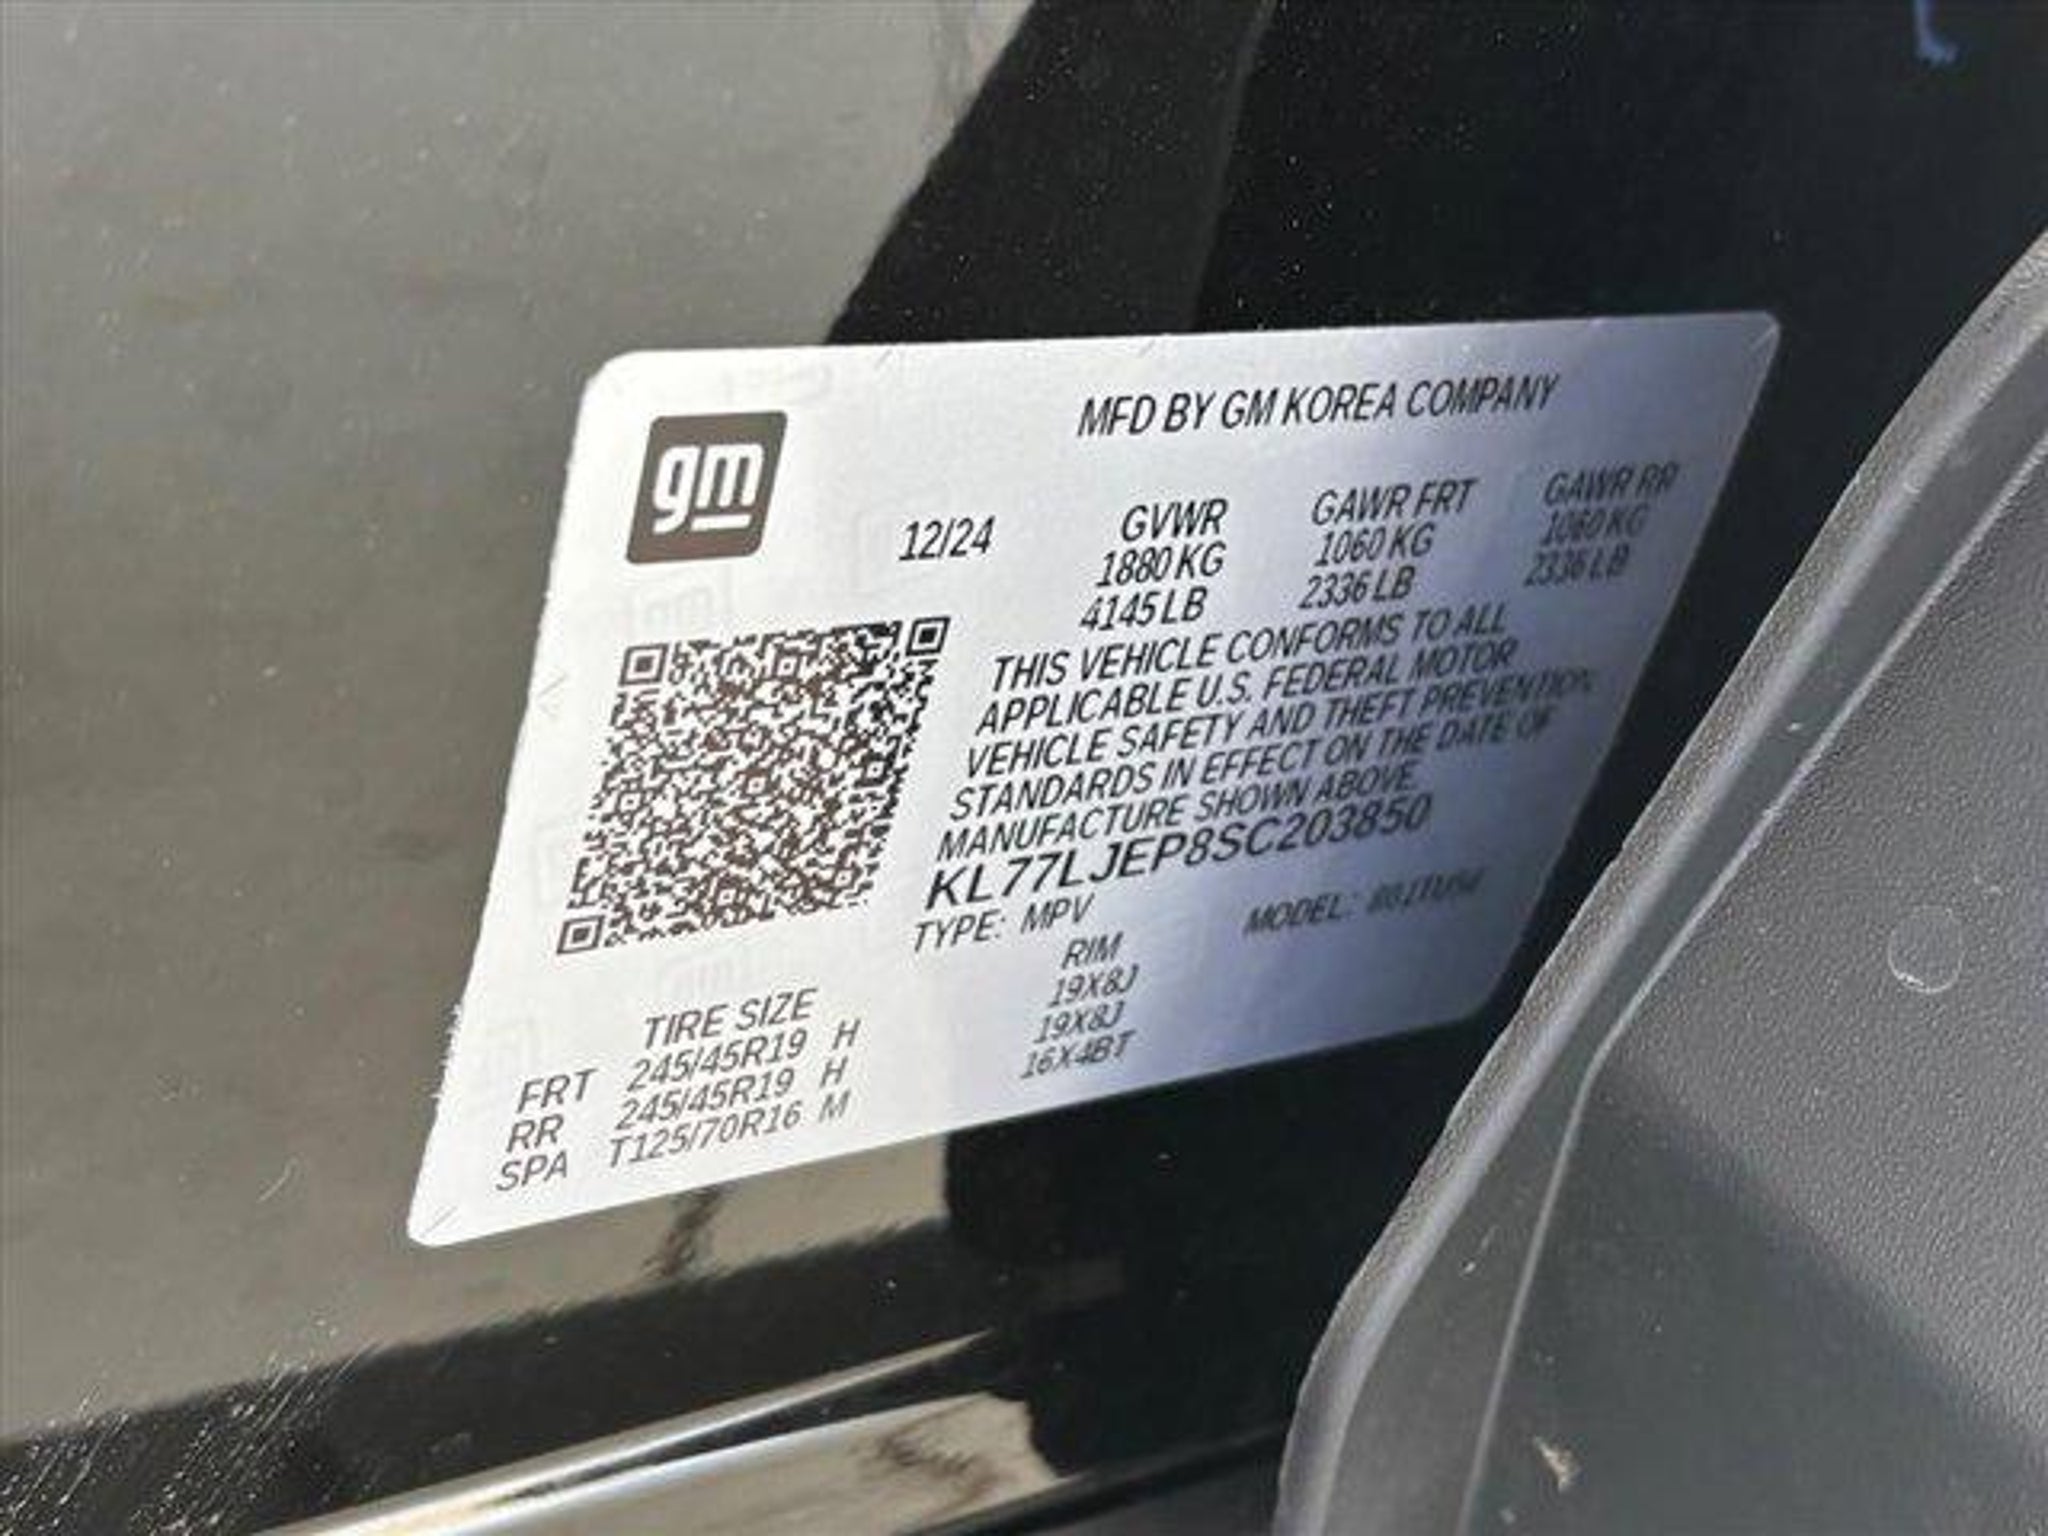 gm
MFD BY GM KOREA COMPANY
12/24 GVWR GAWR FRT GAWR RR
1880 KG 1060 KG 1060 KG
4145 LB 2336 LB 2336 LB
THIS VEHICLE CONFORMS TO ALL
APPLICABLE U.S. FEDERAL MOTOR
VEHICLE SAFETY AND THEFT PREVENTION
STANDARDS IN EFFECT ON THE DATE OF
MANUFACTURE SHOWN ABOVE
KL77LJEP8SC203850
TYPE: MPV MODEL:
TIRE SIZE RIM
FRT 245/45R19 H 19X8J
RR 245/45R19 H 19X8J
SPA T125/70R16 M 16X4BT